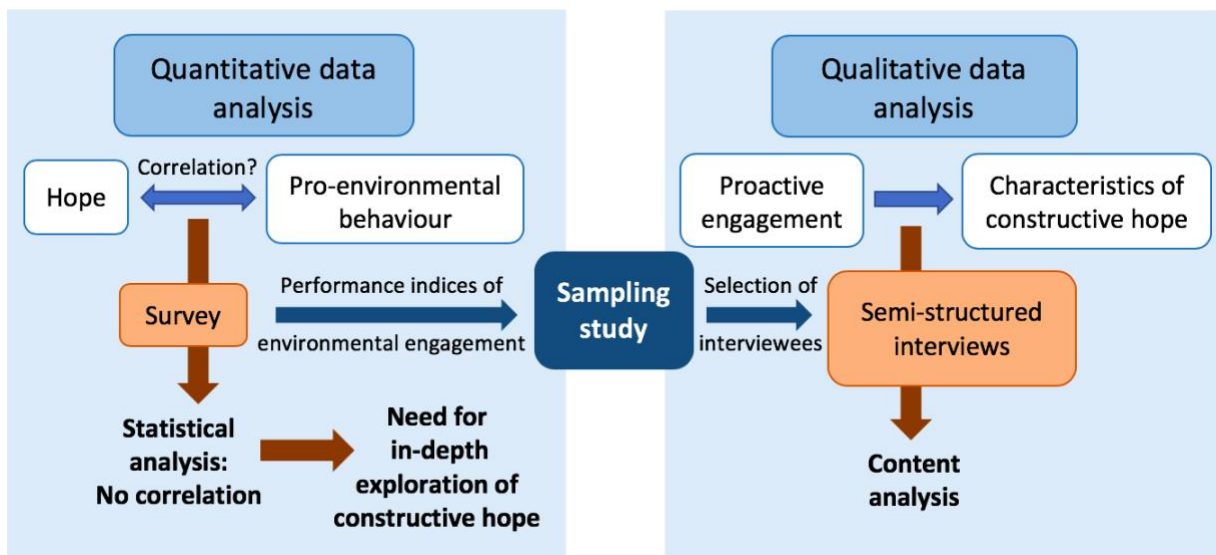 Quantitative data
analysis
Correlation?
Hope
Pro-environmental
behaviour
Survey
Performance indices of
environmental engagement
Statistical
analysis:
No correlation
Need for
in-depth
exploration of
constructive hope
Sampling
study
Selection of
interviewees
Qualitative data
analysis
Proactive
engagement
Characteristics of
constructive hope
Semi-structured
interviews
Content
analysis